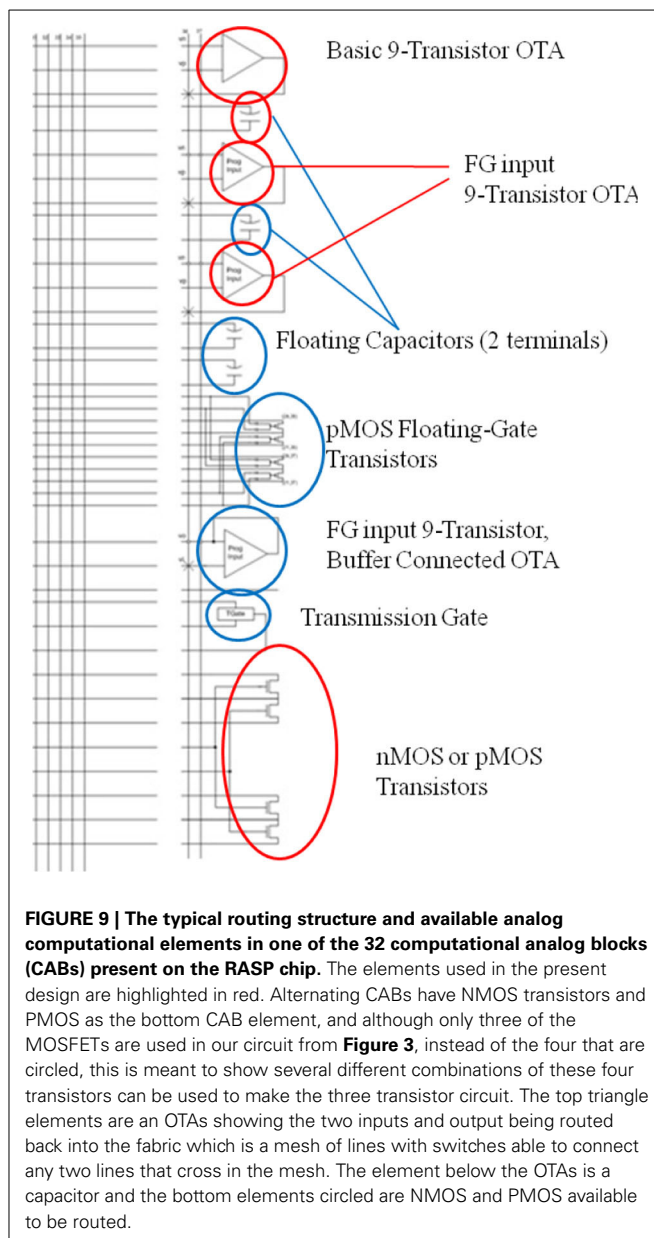 Basic 9-Transistor OTA
Prog
Input
FG input
9-Transistor OTA
Prog
Input
Floating Capacitors (2 terminals)
pMOS Floating-Gate
Transistors
FG input 9-Transistor,
Buffer Connected OTA
Prog
Input
TGate
Transmission Gate
nMOS or pMOS
Transistors
FIGURE 9 | The typical routing structure and available analog
computational elements in one of the 32 computational analog blocks
(CABs) present on the RASP chip. The elements used in the present
design are highlighted in red. Alternating CABs have NMOS transistors and
PMOS as the bottom CAB element, and although only three of the
MOSFETs are used in our circuit from Figure 3, instead of the four that are
circled, this is meant to show several different combinations of these four
transistors can be used to make the three transistor circuit. The top triangle
elements are an OTAs showing the two inputs and output being routed
back into the fabric which is a mesh of lines with switches able to connect
any two lines that cross in the mesh. The element below the OTAs is a
capacitor and the bottom elements circled are NMOS and PMOS available
to be routed.